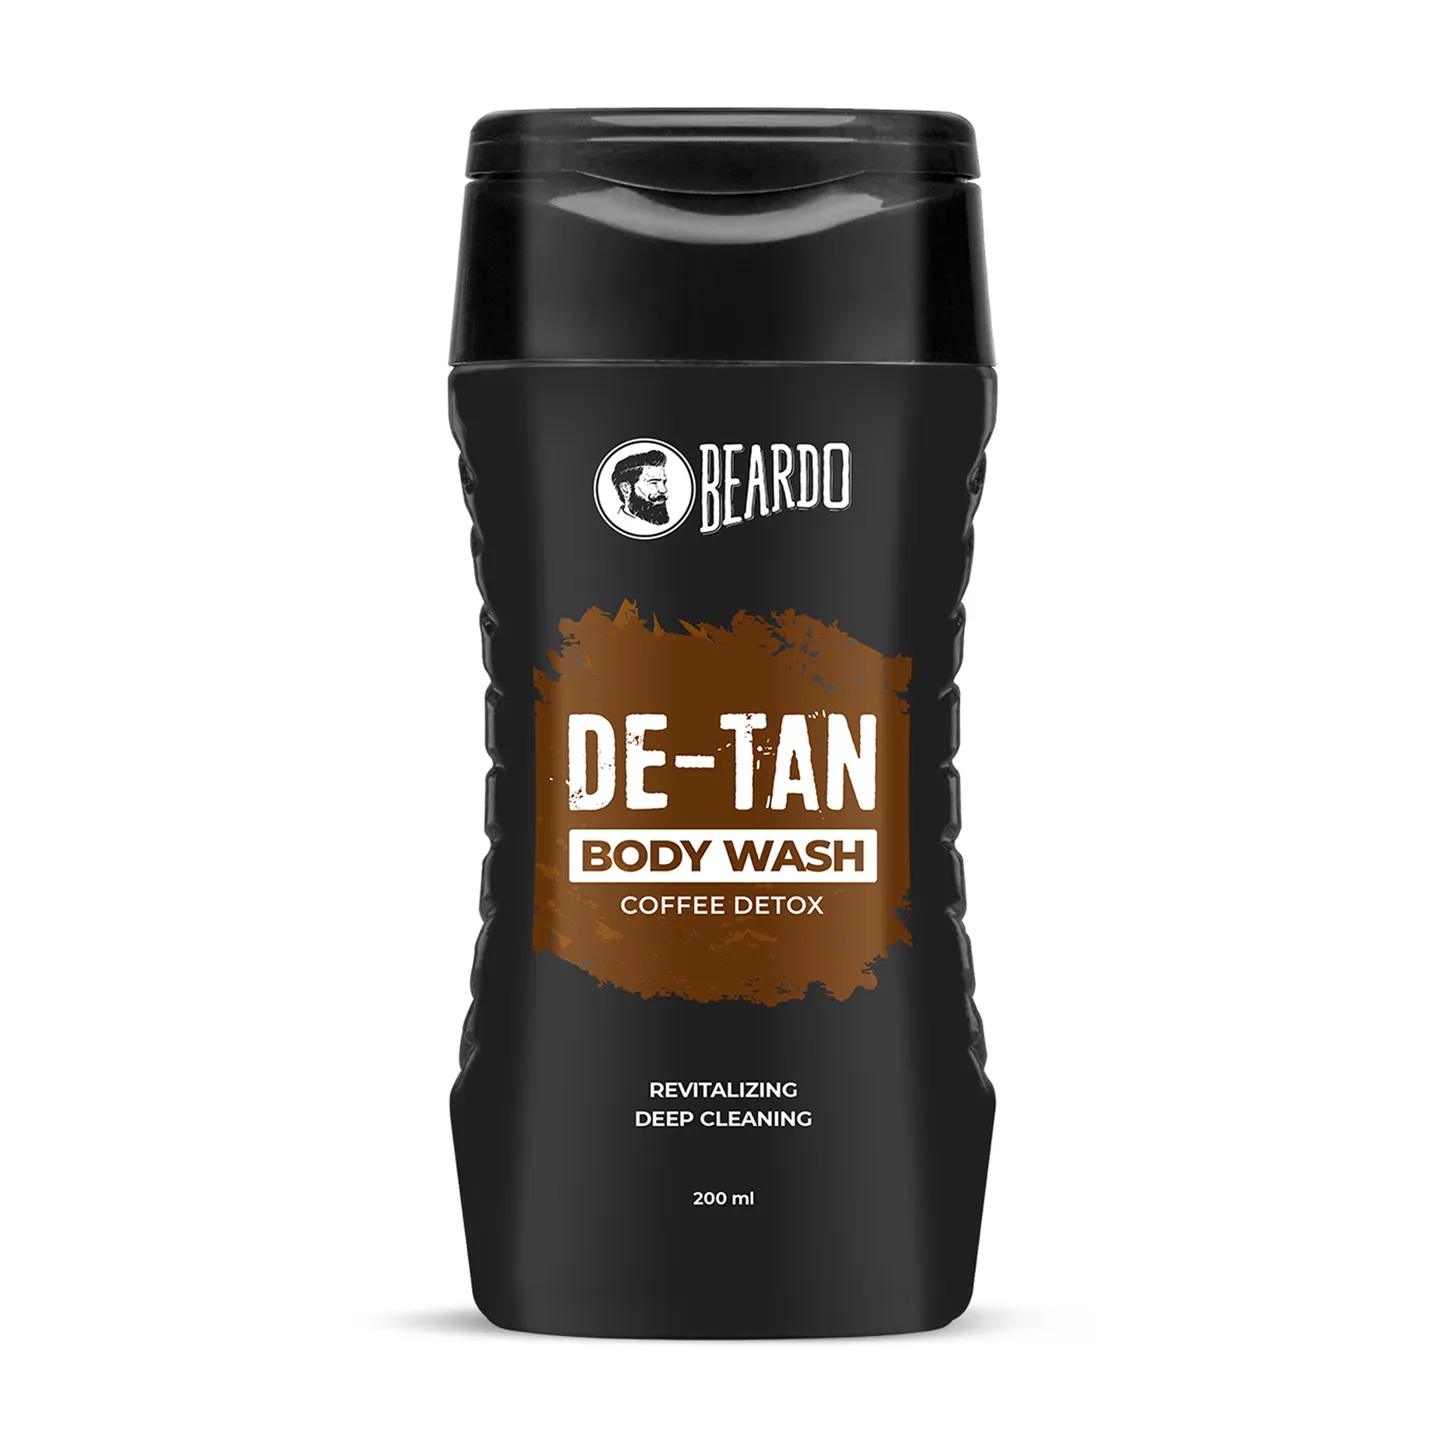 BEARDO
DE-TAN
BODY WASH
COFFEE DETOX
REVITALIZING
DEEP CLEANING
200 ml